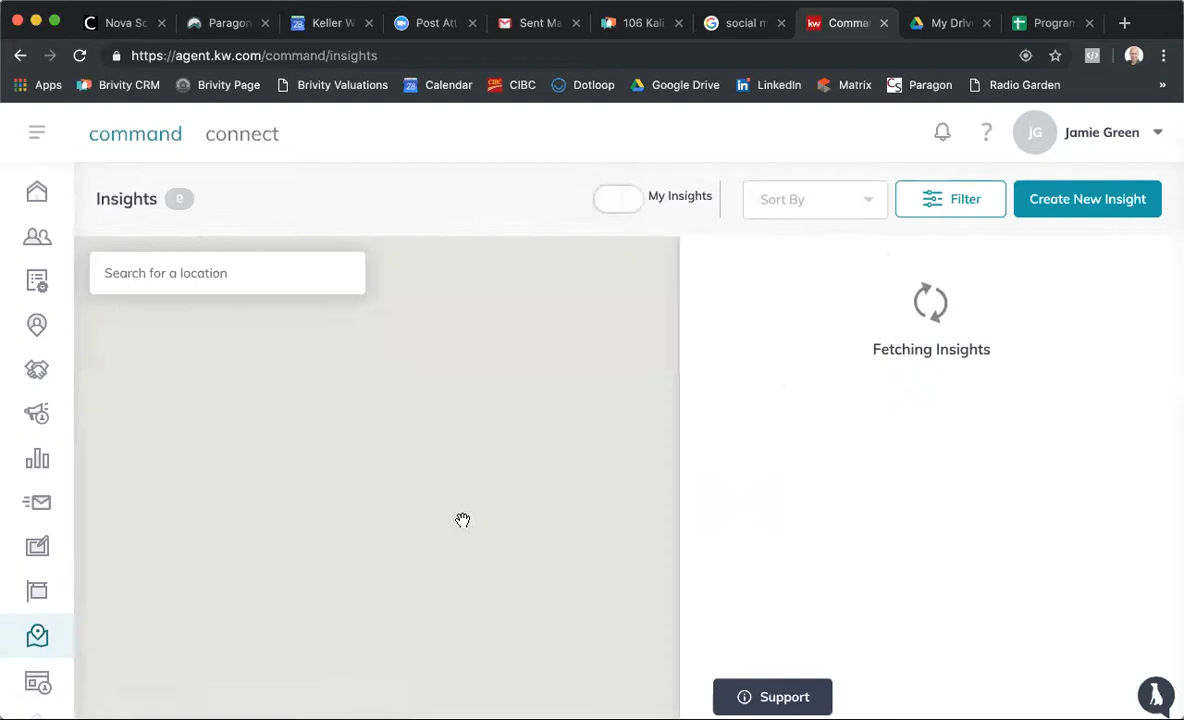 Nova Sc
Paragon
Keller W
Post Att
Sent Ma
106 Kali
social m
Comma
My Driv
Program
https://agent.kw.com/command/insights
Apps
Brivity CRM
Brivity Page
Brivity Valuations
Calendar
CIBC
Dotloop
Google Drive
LinkedIn
Matrix
Paragon
Radio Garden
»
command
connect
?
JG
Jamie Green
Insights 0
My Insights
Sort By
Filter
Create New Insight
Search for a location
Fetching Insights
Support